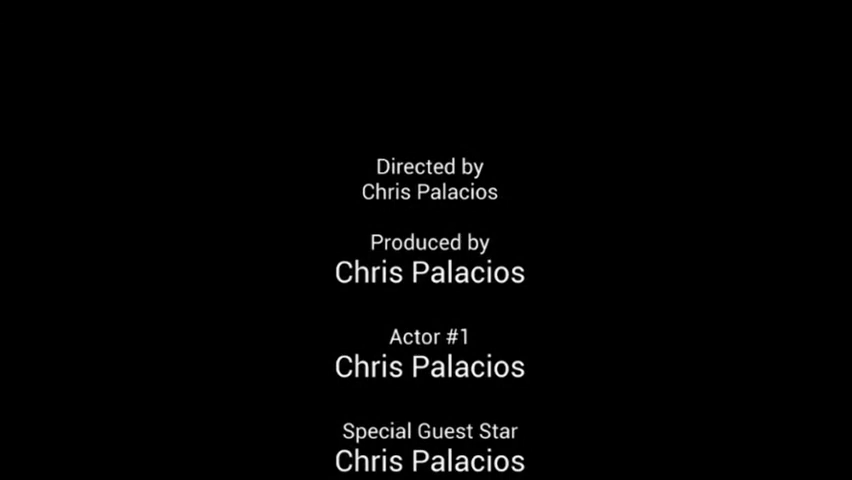 Directed by
Chris Palacios
Produced by
Chris Palacios
Actor #1
Chris Palacios
Special Guest Star
Chris Palacios